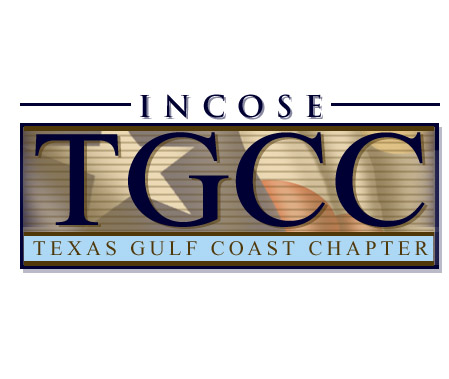 INCOSE
TGCC
TEXAS GULF COAST CHAPTER